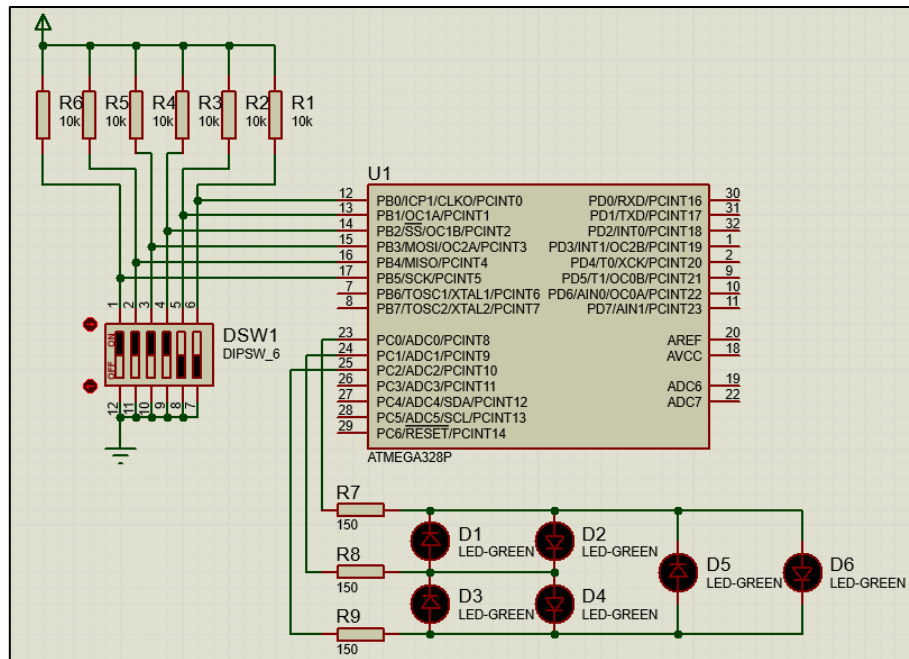 R6 R5 R4 R3 R2 R1
10k 10k 10k 10k 10k 10k
U1
12 PB0/ICP1/CLKO/PCINT0 PD0/RXD/PCINT16 30
13 PB1/OC1A/PCINT1 PD1/TXD/PCINT17 31
14 PB2/SS/OC1B/PCINT2 PD2/INT0/PCINT18 32
15 PB3/MOSI/OC2A/PCINT3 PD3/INT1/OC2B/PCINT19 1
16 PB4/MISO/PCINT4 PD4/T0/XCK/PCINT20 2
17 PB5/SCK/PCINT5 PD5/T1/OC0B/PCINT21 9
7 PB6/TOSC1/XTAL1/PCINT6 PD6/AIN0/OC0A/PCINT22 10
8 PB7/TOSC2/XTAL2/PCINT7 PD7/AIN1/PCINT23 11
23 PC0/ADC0/PCINT8 AREF 20
24 PC1/ADC1/PCINT9 AVCC 18
25 PC2/ADC2/PCINT10
26 PC3/ADC3/PCINT11 ADC6 19
27 PC4/ADC4/SDA/PCINT12 ADC7 22
28 PC5/ADC5/SCL/PCINT13
29 PC6/RESET/PCINT14
ATMEGA328P
1 2 3 4 5 6
ON
OFF
DSW1
DIPSW_6
12 11 10 9 8 7
R7
150
D1 D2
LED-GREEN LED-GREEN
R8
150
D5 D6
LED-GREEN LED-GREEN
D3 D4
LED-GREEN LED-GREEN
R9
150